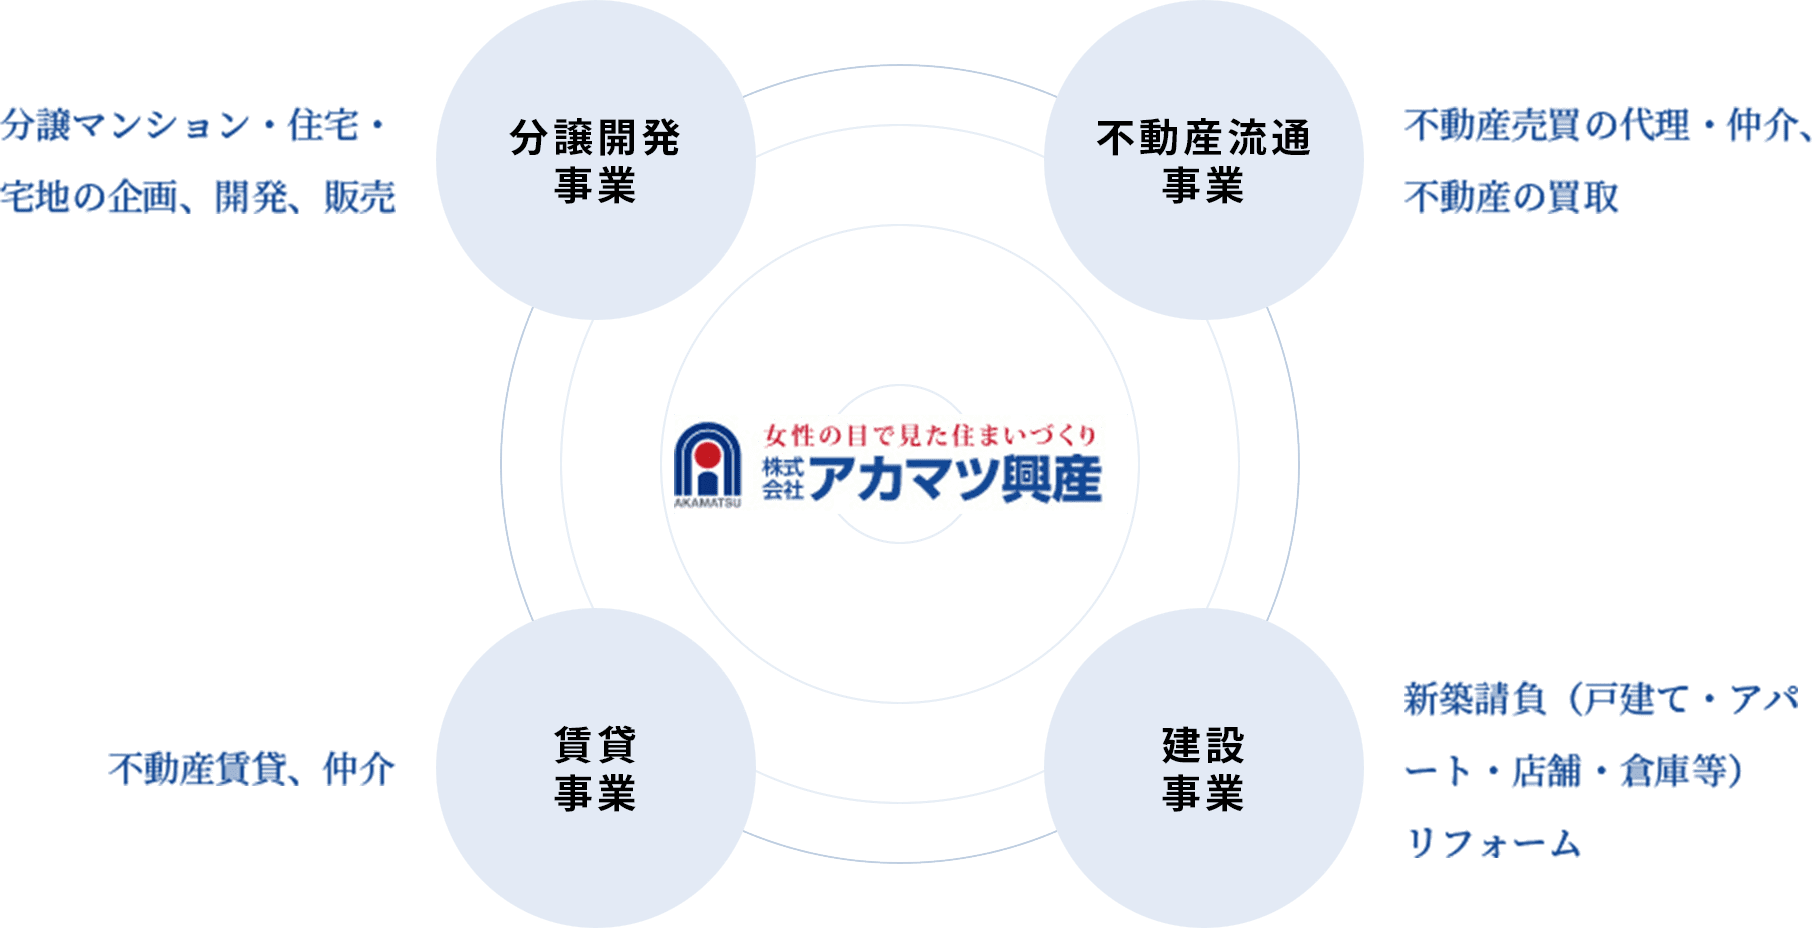 分譲マンション・住宅・
宅地の企画、開発、販売
分譲開発
事業
不動産流通
事業
不動産売買の代理・仲介、
不動産の買取
女性の目で見た住まいづくり
株式
会社
アカマツ興産
AKAMATSU
不動産賃貸、仲介
賃貸
事業
建設
事業
新築請負（戸建て・アパ
ート・店舗・倉庫等）
リフォーム